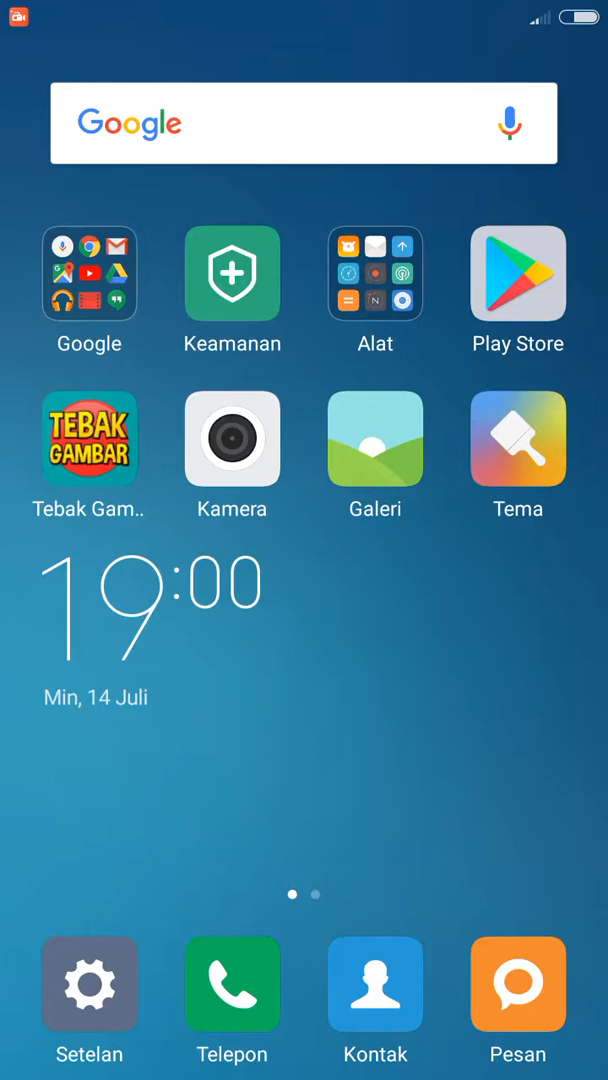 Google
Google
Keamanan
Alat
Play Store
TEBAK
GAMBAR
Tebak Gam..
Kamera
Galeri
Tema
19:00
Min, 14 Juli
Setelan
Telepon
Kontak
Pesan